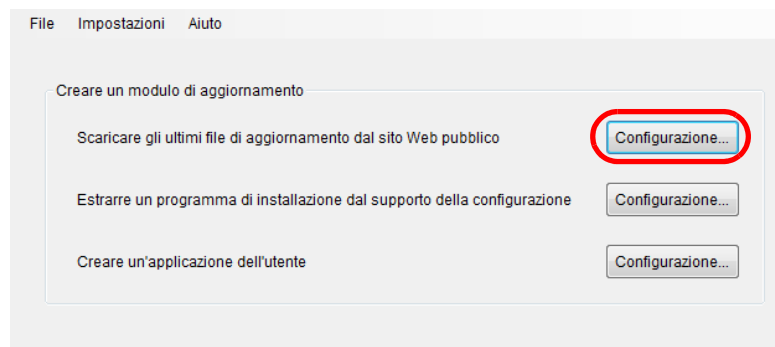 File Impostazioni Aiuto
Creare un modulo di aggiornamento
Scaricare gli ultimi file di aggiornamento dal sito Web pubblico Configurazione...
Estrarre un programma di installazione dal supporto della configurazione Configurazione...
Creare un'applicazione dell'utente Configurazione...